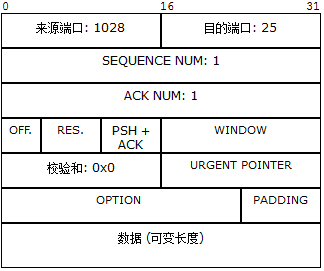 0 16 31
来源端口: 1028 目的端口: 25
SEQUENCE NUM: 1
ACK NUM: 1
OFF. RES. PSH + ACK WINDOW
校验和: 0x0 URGENT POINTER
OPTION PADDING
数据 (可变长度)